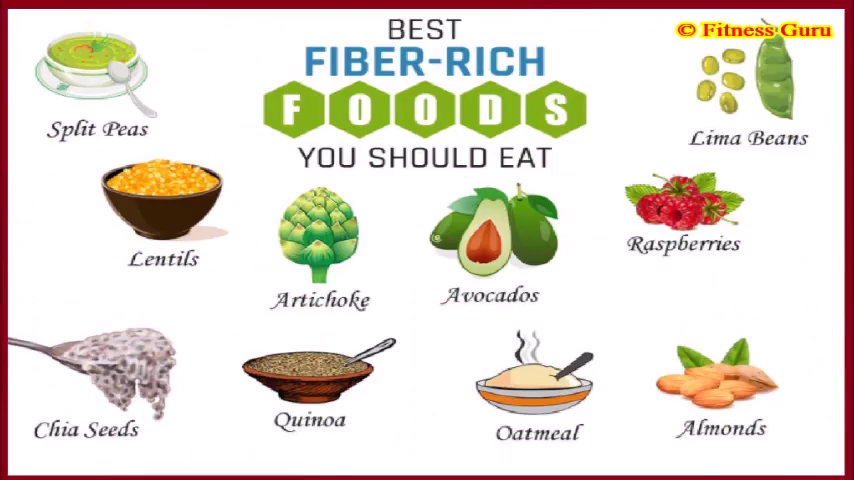 © Fitness Guru
BEST
FIBER-RICH
FOODS
YOU SHOULD EAT
Split Peas
Lima Beans
Lentils
Artichoke
Avocados
Raspberries
Chia Seeds
Quinoa
Oatmeal
Almonds